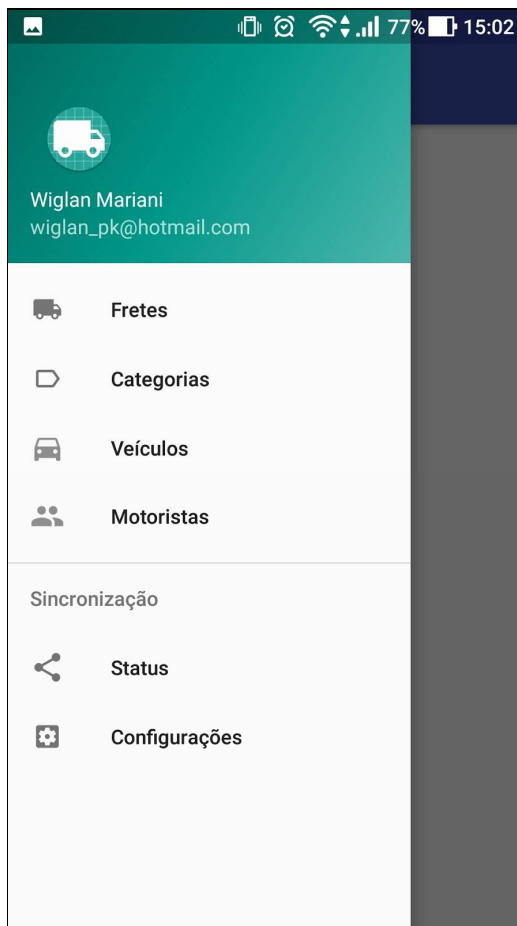 77% 15:02
Wiglan Mariani
wiglan_pk@hotmail.com
Fretes
Categorias
Veículos
Motoristas
Sincronização
Status
Configurações